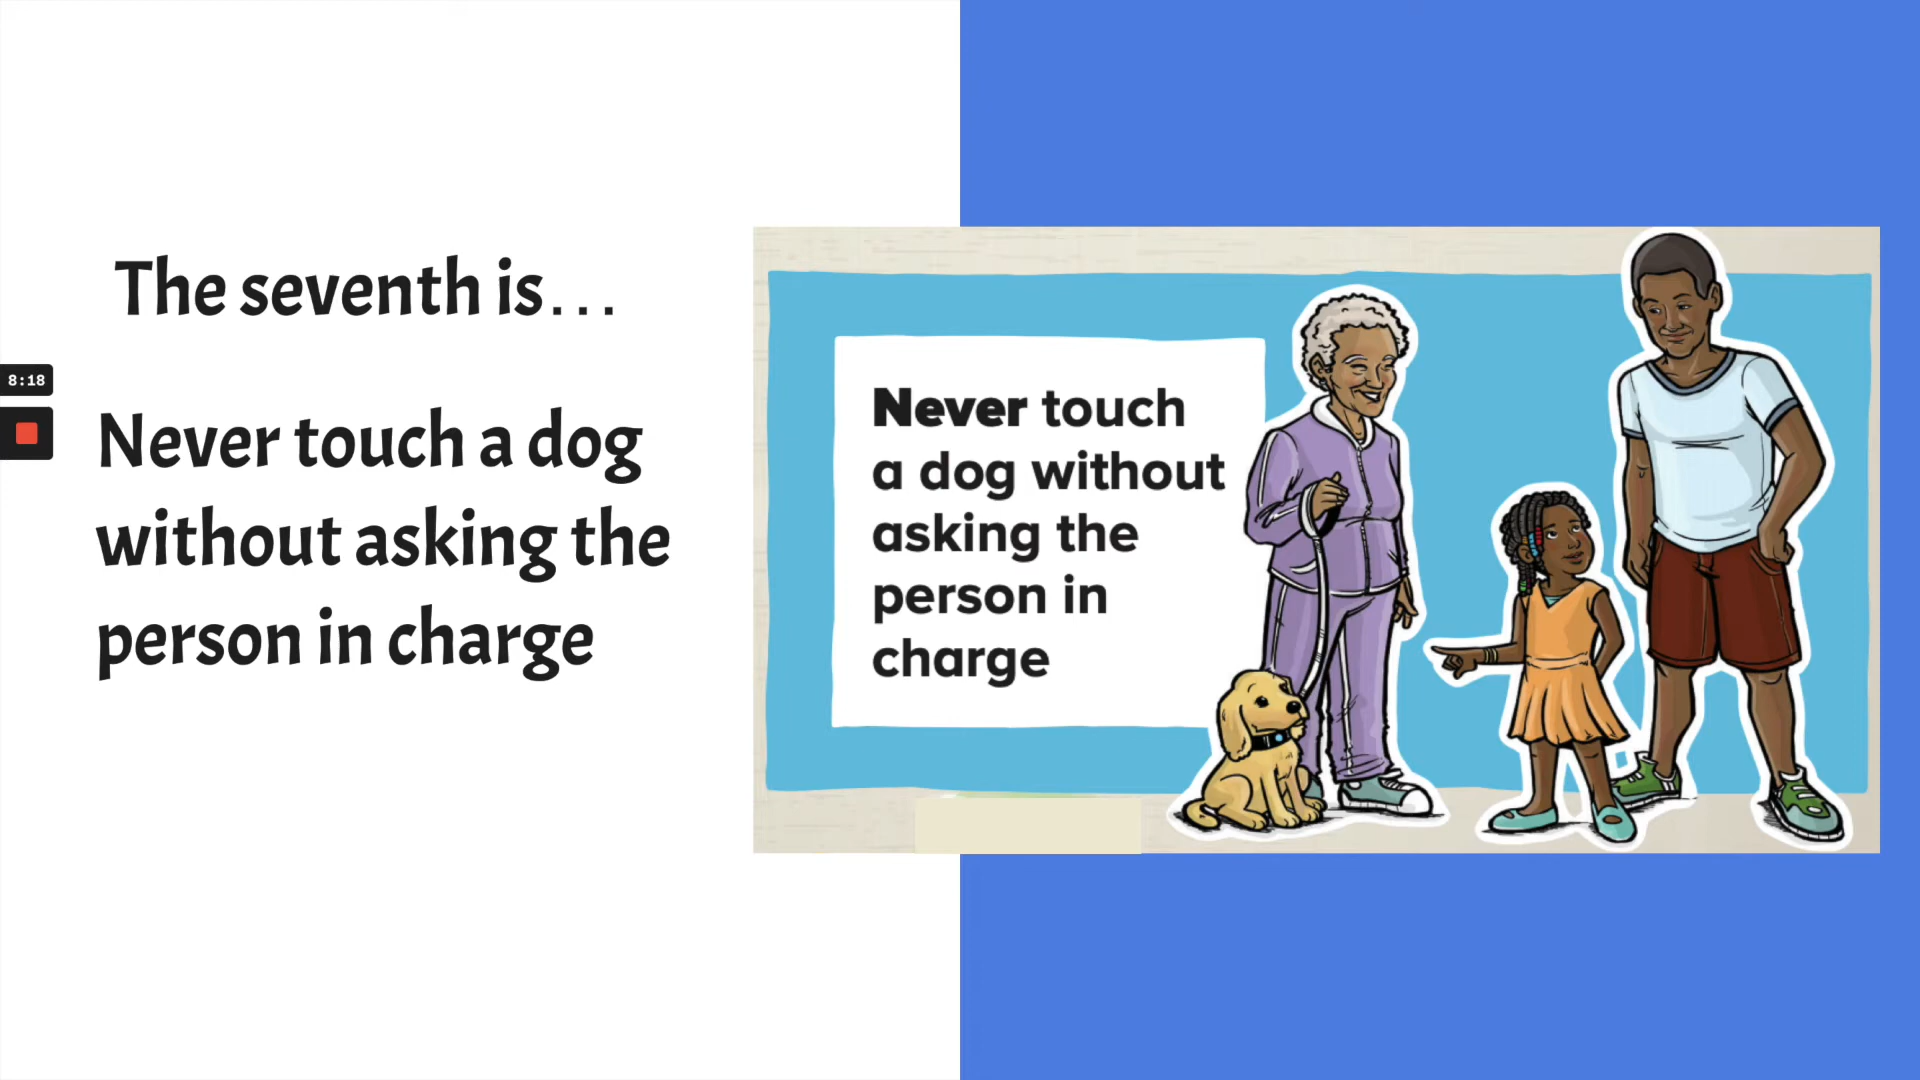 The seventh is...
8:18
Never touch a dog
without asking the
person in charge
Never touch
a dog without
asking the
person in
charge